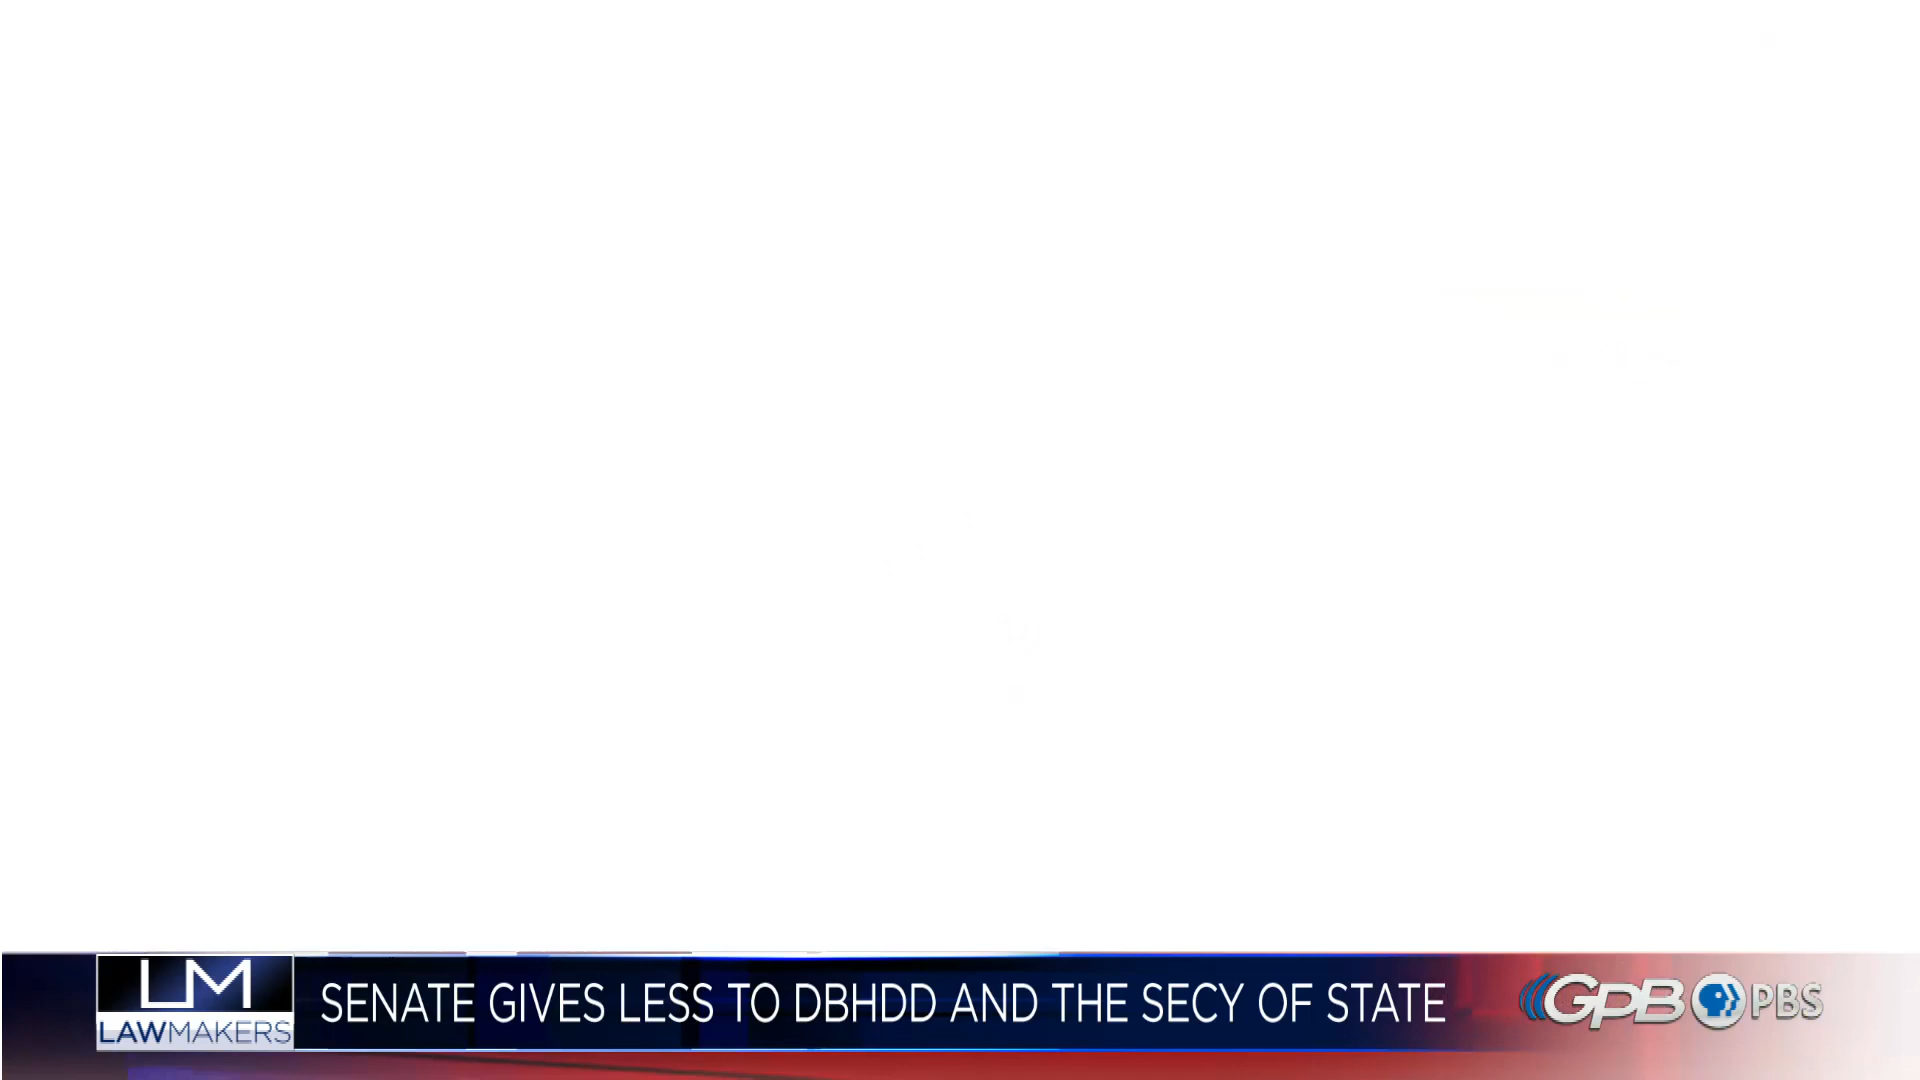 LM
LAWMAKERS
SENATE GIVES LESS TO DBHDD AND THE SECY OF STATE
GPB PBS